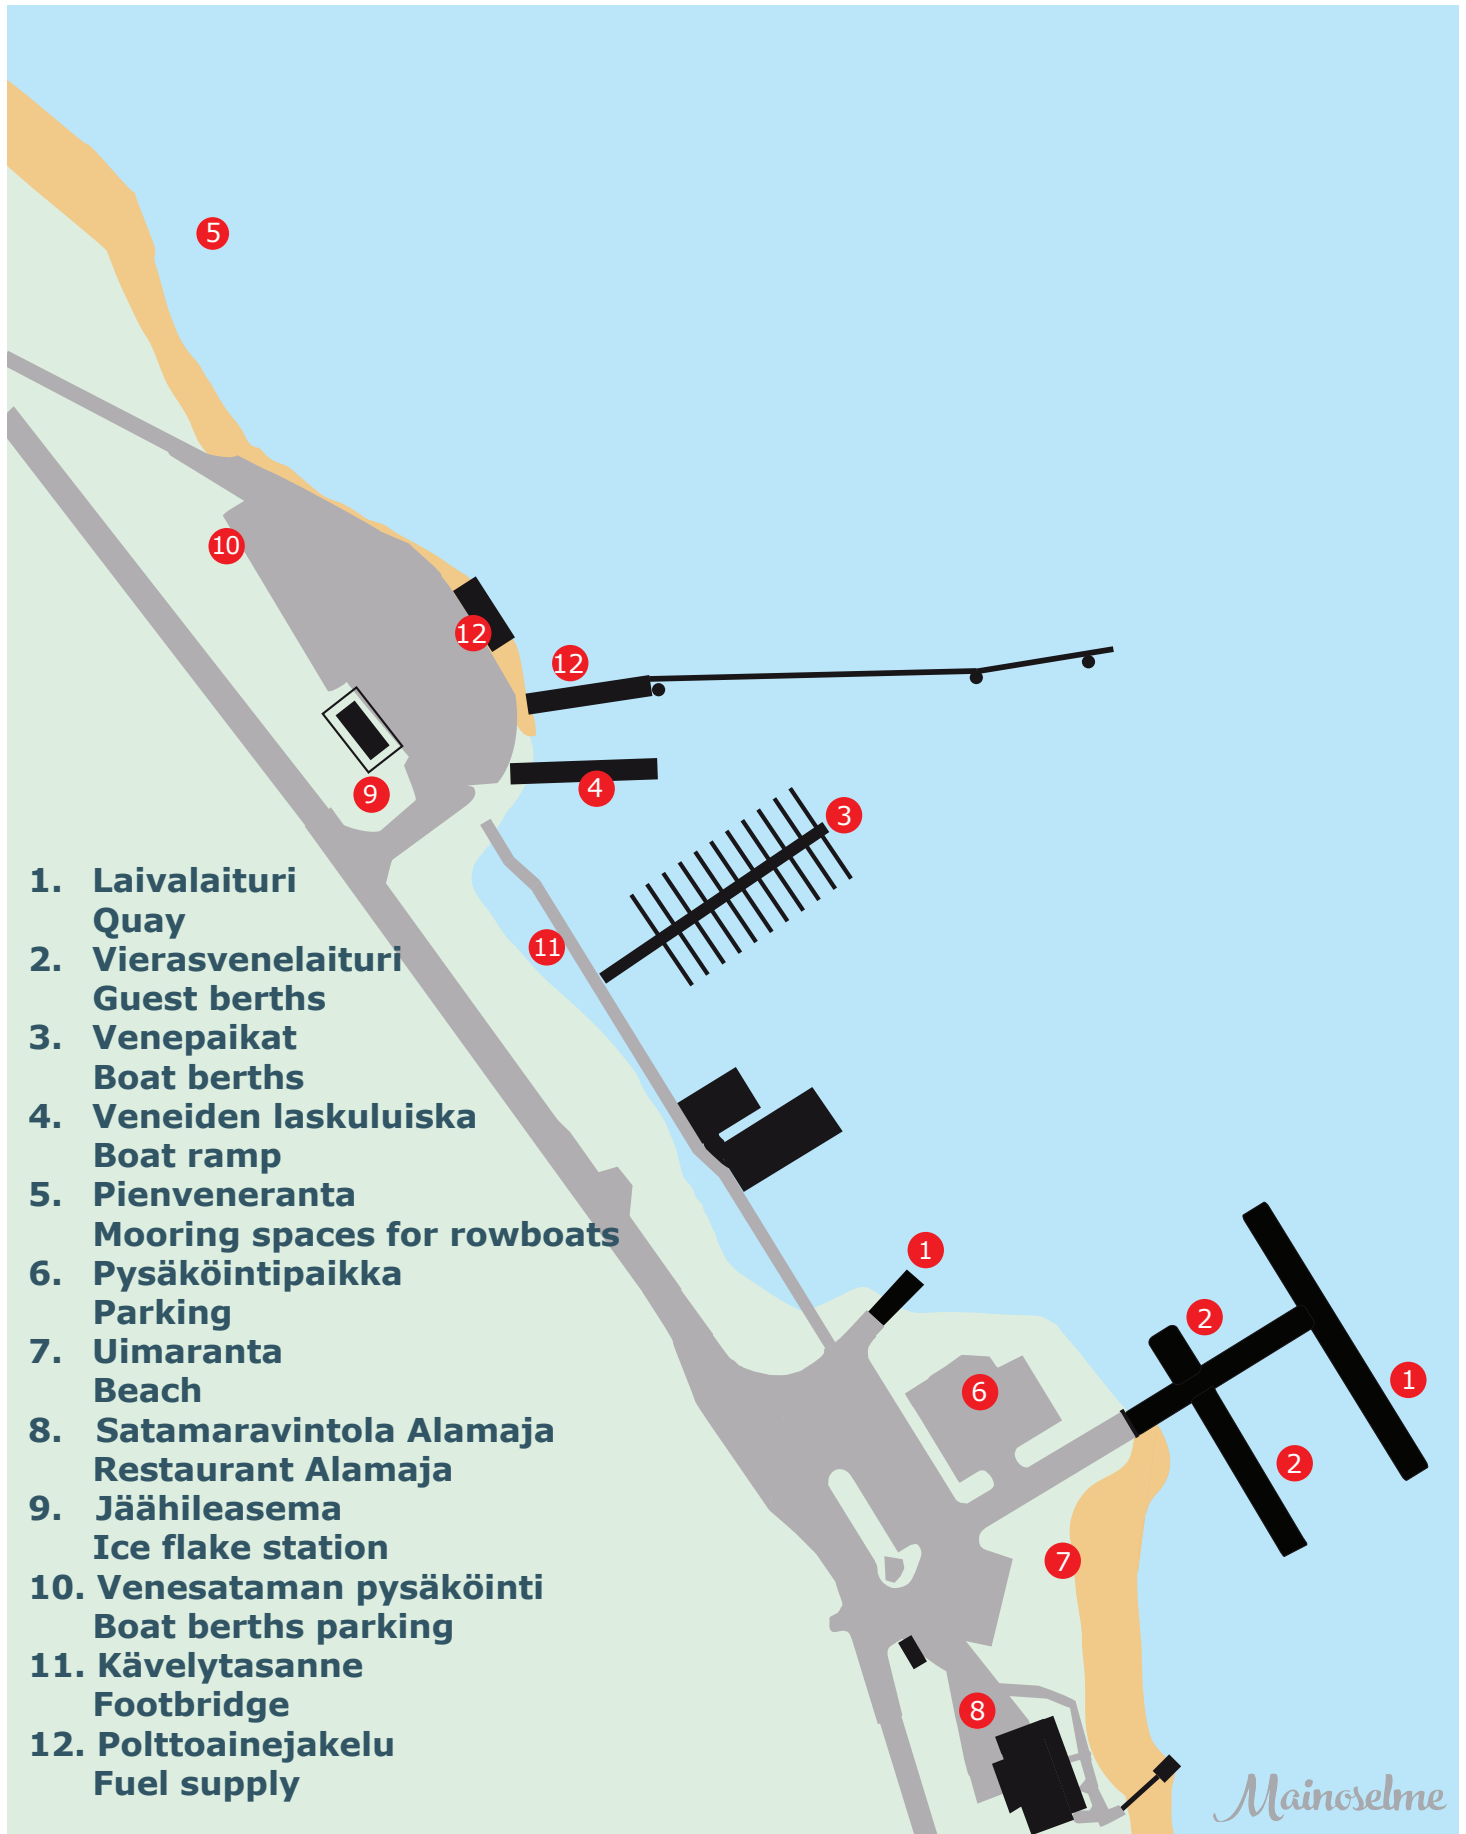 5
10
12
12
4
9
3
11
1. Laivalaituri
Quay
2. Vierasvenelaituri
Guest berths
3. Venepaikat
Boat berths
4. Veneiden laskuluiska
Boat ramp
5. Pienveneranta
Mooring spaces for rowboats
6. Pysäköintipaikka
Parking
7. Uimaranta
Beach
8. Satamaravintola Alamaja
Restaurant Alamaja
9. Jäähileasema
Ice flake station
10. Venesataman pysäköinti
Boat berths parking
11. Kävelytasanne
Footbridge
12. Polttoainejakelu
Fuel supply
1
2
6
1
2
7
8
Mainoselme